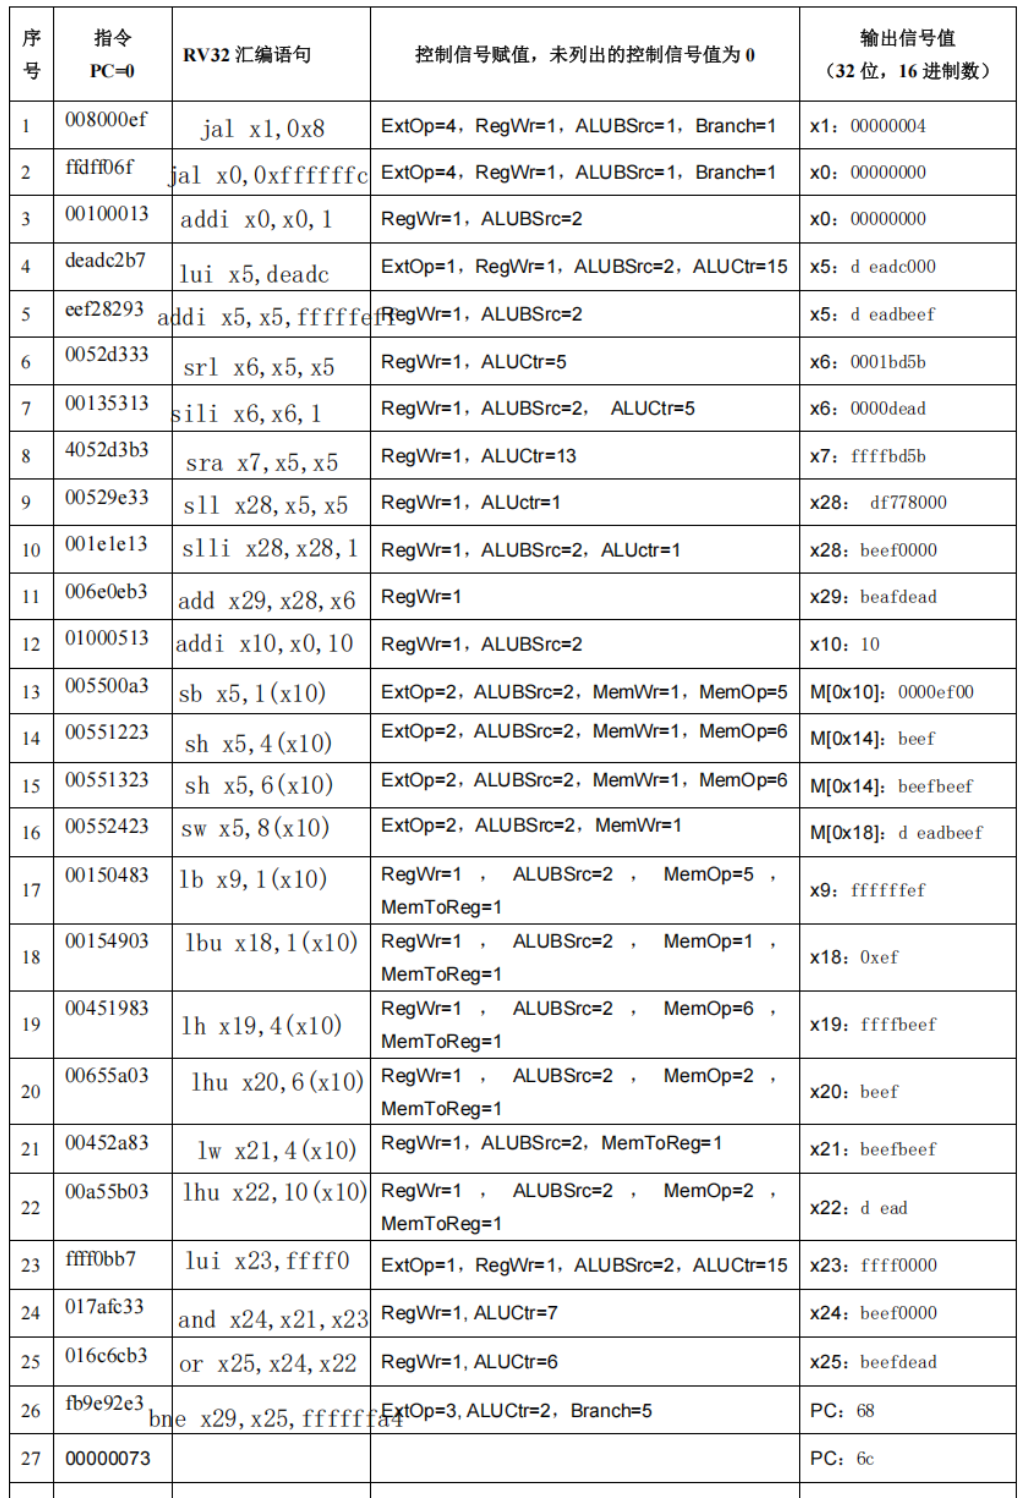 序号 指令 PC=0 RV32 汇编语句 控制信号赋值，未列出的控制信号值为 0 输出信号值（32 位，16 进制数）
1 008000ef jal x1,0x8 ExtOp=4，RegWr=1，ALUBSrc=1，Branch=1 x1：00000004
2 ffdff06f jal x0,0xffffffc ExtOp=4，RegWr=1，ALUBSrc=1，Branch=1 x0：00000000
3 00100013 addi x0,x0,1 RegWr=1，ALUBSrc=2 x0：00000000
4 deadc2b7 lui x5,deadc ExtOp=1，RegWr=1，ALUBSrc=2，ALUCtr=15 x5：d eadc000
5 eef28293 addi x5,x5,fffffeff RegWr=1，ALUBSrc=2 x5：d eadbeef
6 0052d333 srl x6,x5,x5 RegWr=1，ALUCtr=5 x6：0001bd5b
7 00135313 sili x6,x6,1 RegWr=1，ALUBSrc=2， ALUCtr=5 x6：0000dead
8 4052d3b3 sra x7,x5,x5 RegWr=1，ALUCtr=13 x7：ffffbd5b
9 00529e33 sll x28,x5,x5 RegWr=1，ALUctr=1 x28： df778000
10 001e1e13 slli x28,x28,1 RegWr=1，ALUBSrc=2，ALUctr=1 x28：beef0000
11 006e0eb3 add x29,x28,x6 RegWr=1 x29：beafdead
12 01000513 addi x10,x0,10 RegWr=1，ALUBSrc=2 x10：10
13 005500a3 sb x5,1(x10) ExtOp=2，ALUBSrc=2，MemWr=1，MemOp=5 M[0x10]：0000ef00
14 00551223 sh x5,4(x10) ExtOp=2，ALUBSrc=2，MemWr=1，MemOp=6 M[0x14]：beef
15 00551323 sh x5,6(x10) ExtOp=2，ALUBSrc=2，MemWr=1，MemOp=6 M[0x14]：beefbeef
16 00552423 sw x5,8(x10) ExtOp=2，ALUBSrc=2，MemWr=1 M[0x18]：d eadbeef
17 00150483 lb x9,1(x10) RegWr=1 ， ALUBSrc=2 ， MemOp=5 ，
MemToReg=1 x9：ffffffef
18 00154903 lbu x18,1(x10) RegWr=1 ， ALUBSrc=2 ， MemOp=1 ，
MemToReg=1 x18：0xef
19 00451983 lh x19,4(x10) RegWr=1 ， ALUBSrc=2 ， MemOp=6 ，
MemToReg=1 x19：ffffbeef
20 00655a03 lhu x20,6(x10) RegWr=1 ， ALUBSrc=2 ， MemOp=2 ，
MemToReg=1 x20：beef
21 00452a83 lw x21,4(x10) RegWr=1，ALUBSrc=2，MemToReg=1 x21：beefbeef
22 00a55b03 lhu x22,10(x10) RegWr=1 ， ALUBSrc=2 ， MemOp=2 ，
MemToReg=1 x22：d ead
23 ffff0bb7 lui x23,ffff0 ExtOp=1，RegWr=1，ALUBSrc=2，ALUCtr=15 x23：ffff0000
24 017afc33 and x24,x21,x23 RegWr=1, ALUCtr=7 x24：beef0000
25 016c6cb3 or x25,x24,x22 RegWr=1, ALUCtr=6 x25：beefdead
26 fb9e92e3 bne x29,x25,ffffffa4 ExtOp=3, ALUCtr=2，Branch=5 PC：68
27 00000073 PC：6c